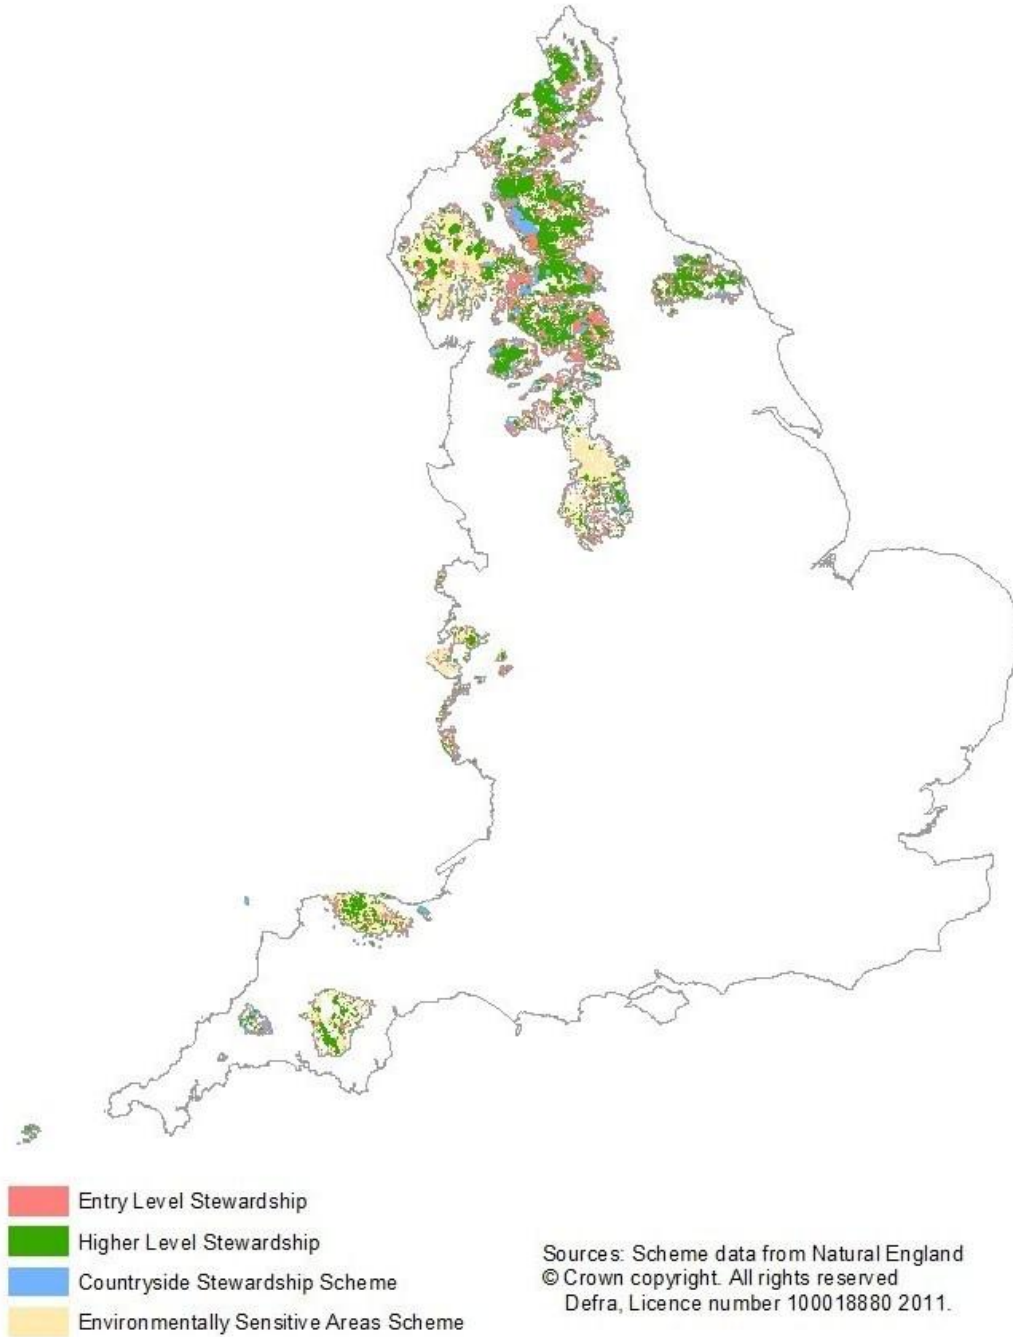 Entry Level Stewardship
Higher Level Stewardship
Countryside Stewardship Scheme
Environmentally Sensitive Areas Scheme
Sources: Scheme data from Natural England
© Crown copyright. All rights reserved
Defra, Licence number 100018880 2011.